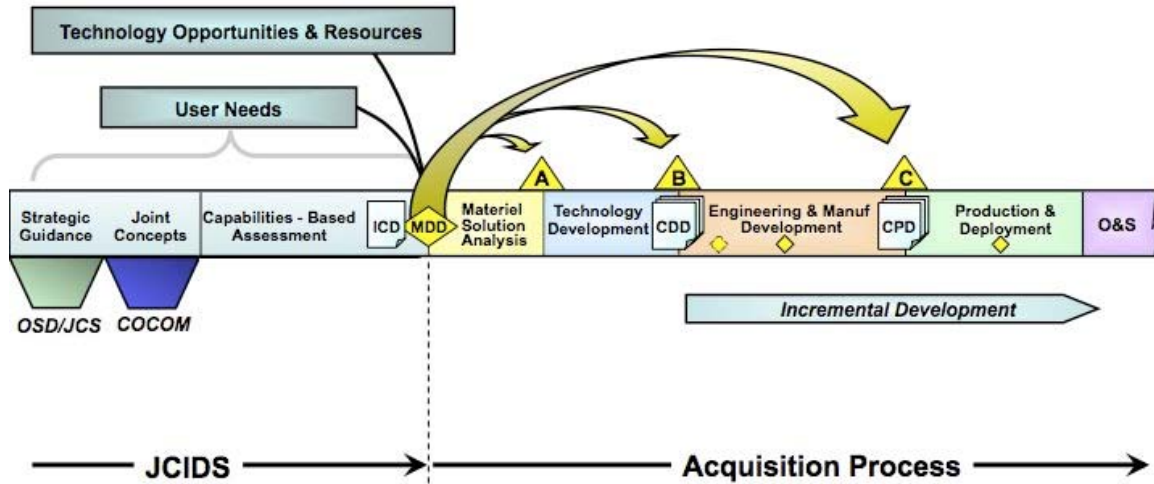 Technology Opportunities & Resources
User Needs
A
B
C
Strategic
Guidance
Joint
Concepts
Capabilities - Based
Assessment
ICD
MDD
Materiel
Solution
Analysis
Technology
Development
CDD
Engineering & Manuf
Development
CPD
Production &
Deployment
O&S
OSD/JCS
COCOM
Incremental Development
JCIDS
Acquisition Process